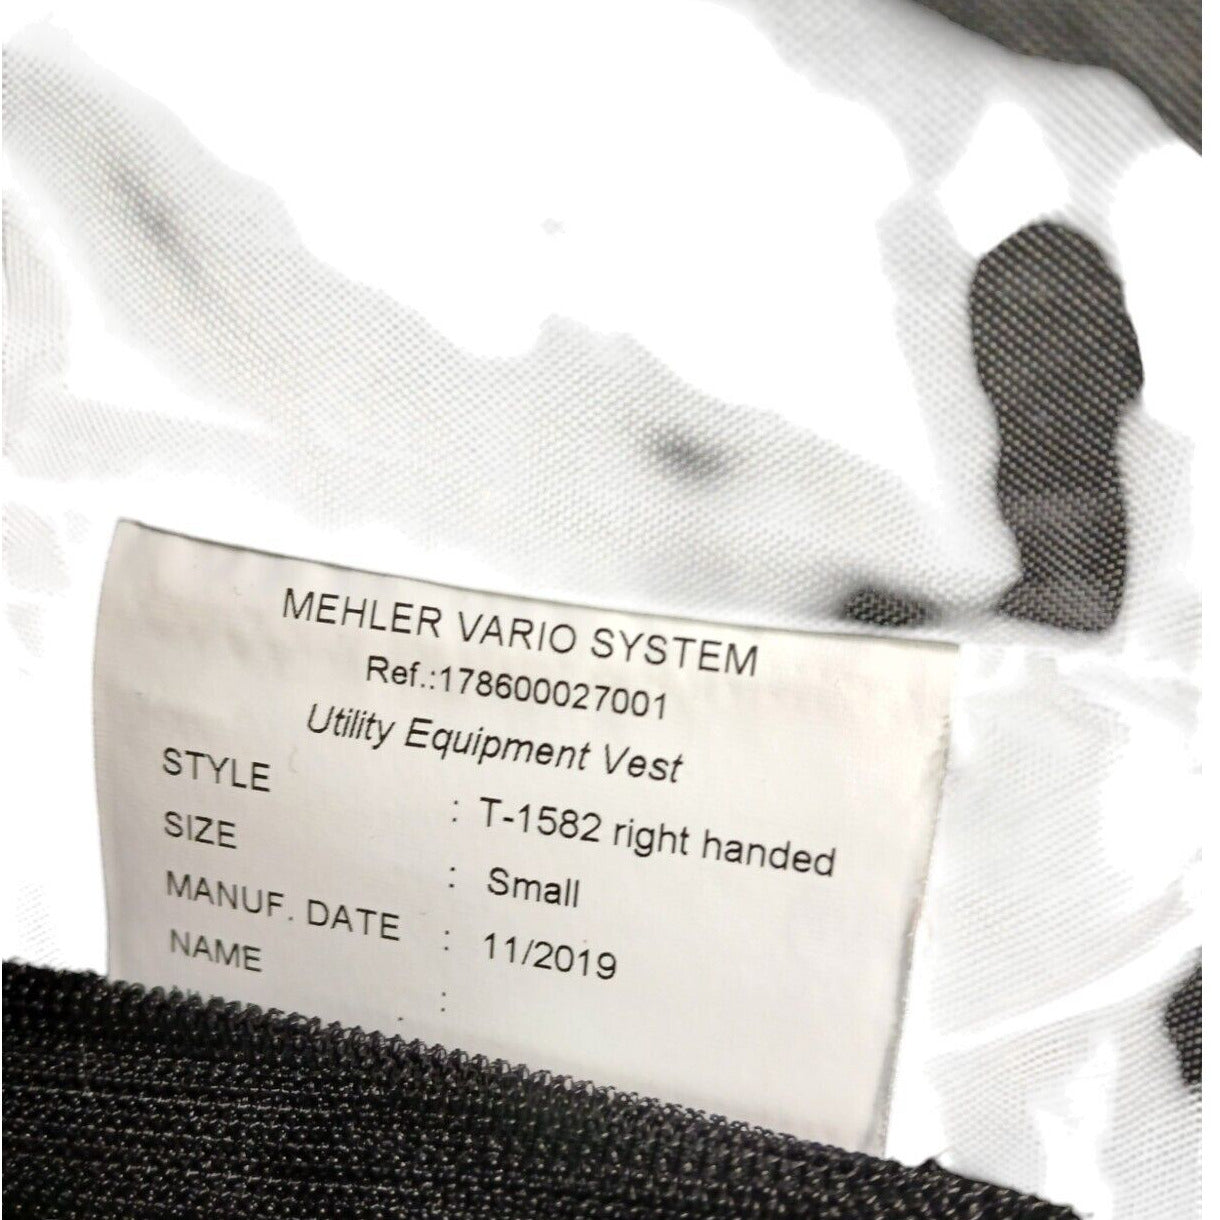 MEHLER VARIO SYSTEM
Ref.:178600027001
Utility Equipment Vest
STYLE : T-1582 right handed
SIZE : Small
MANUF. DATE : 11/2019
NAME :